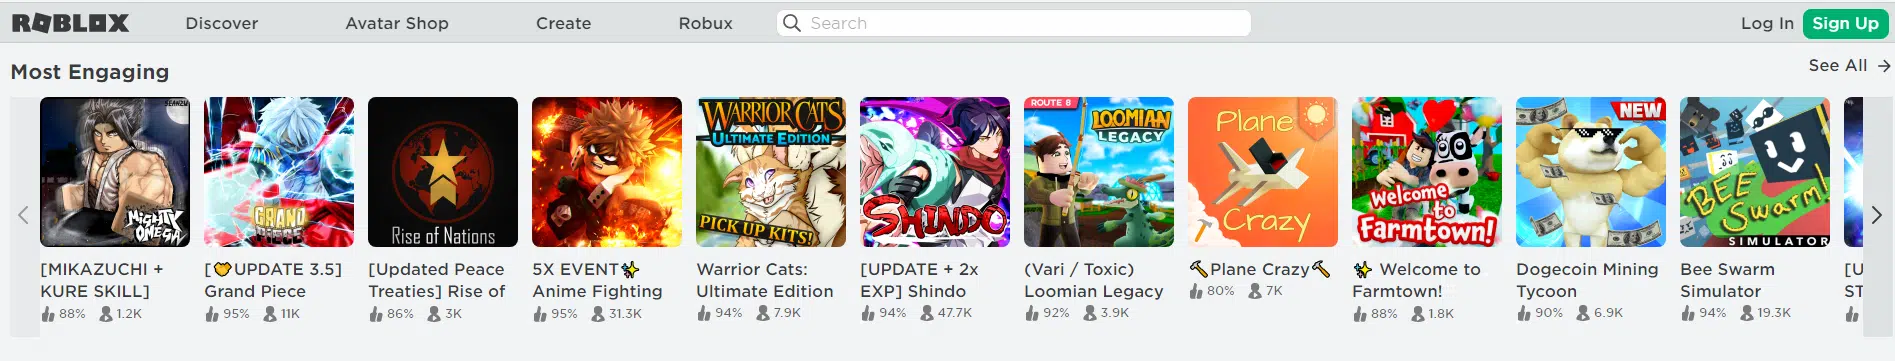 ROBLOX Discover Avatar Shop Create Robux Search Log In Sign Up
Most Engaging See All
SEANZW
MIGHTY OMEGA
[MIKAZUCHI +
KURE SKILL]
88% 1.2K
GRAND PIECE
[🧡UPDATE 3.5]
Grand Piece
95% 11K
Rise of Nations
[Updated Peace
Treaties] Rise of
86% 3K
5X EVENT✨
Anime Fighting
95% 31.3K
WARRIOR CATS
ULTIMATE EDITION
PICK UP KITS!
Warrior Cats:
Ultimate Edition
94% 7.9K
SHINDO
[UPDATE + 2x
EXP] Shindo
94% 47.7K
ROUTE 8
LOOMIAN
LEGACY
(Vari / Toxic)
Loomian Legacy
92% 3.9K
Plane
Crazy
🔨Plane Crazy🔨
80% 7K
Welcome
to
Farmtown!
✨ Welcome to
Farmtown!
88% 1.8K
NEW
Dogecoin Mining
Tycoon
90% 6.9K
BEE
Swarm!
SIMULATOR
Bee Swarm
Simulator
94% 19.3K
[U
ST